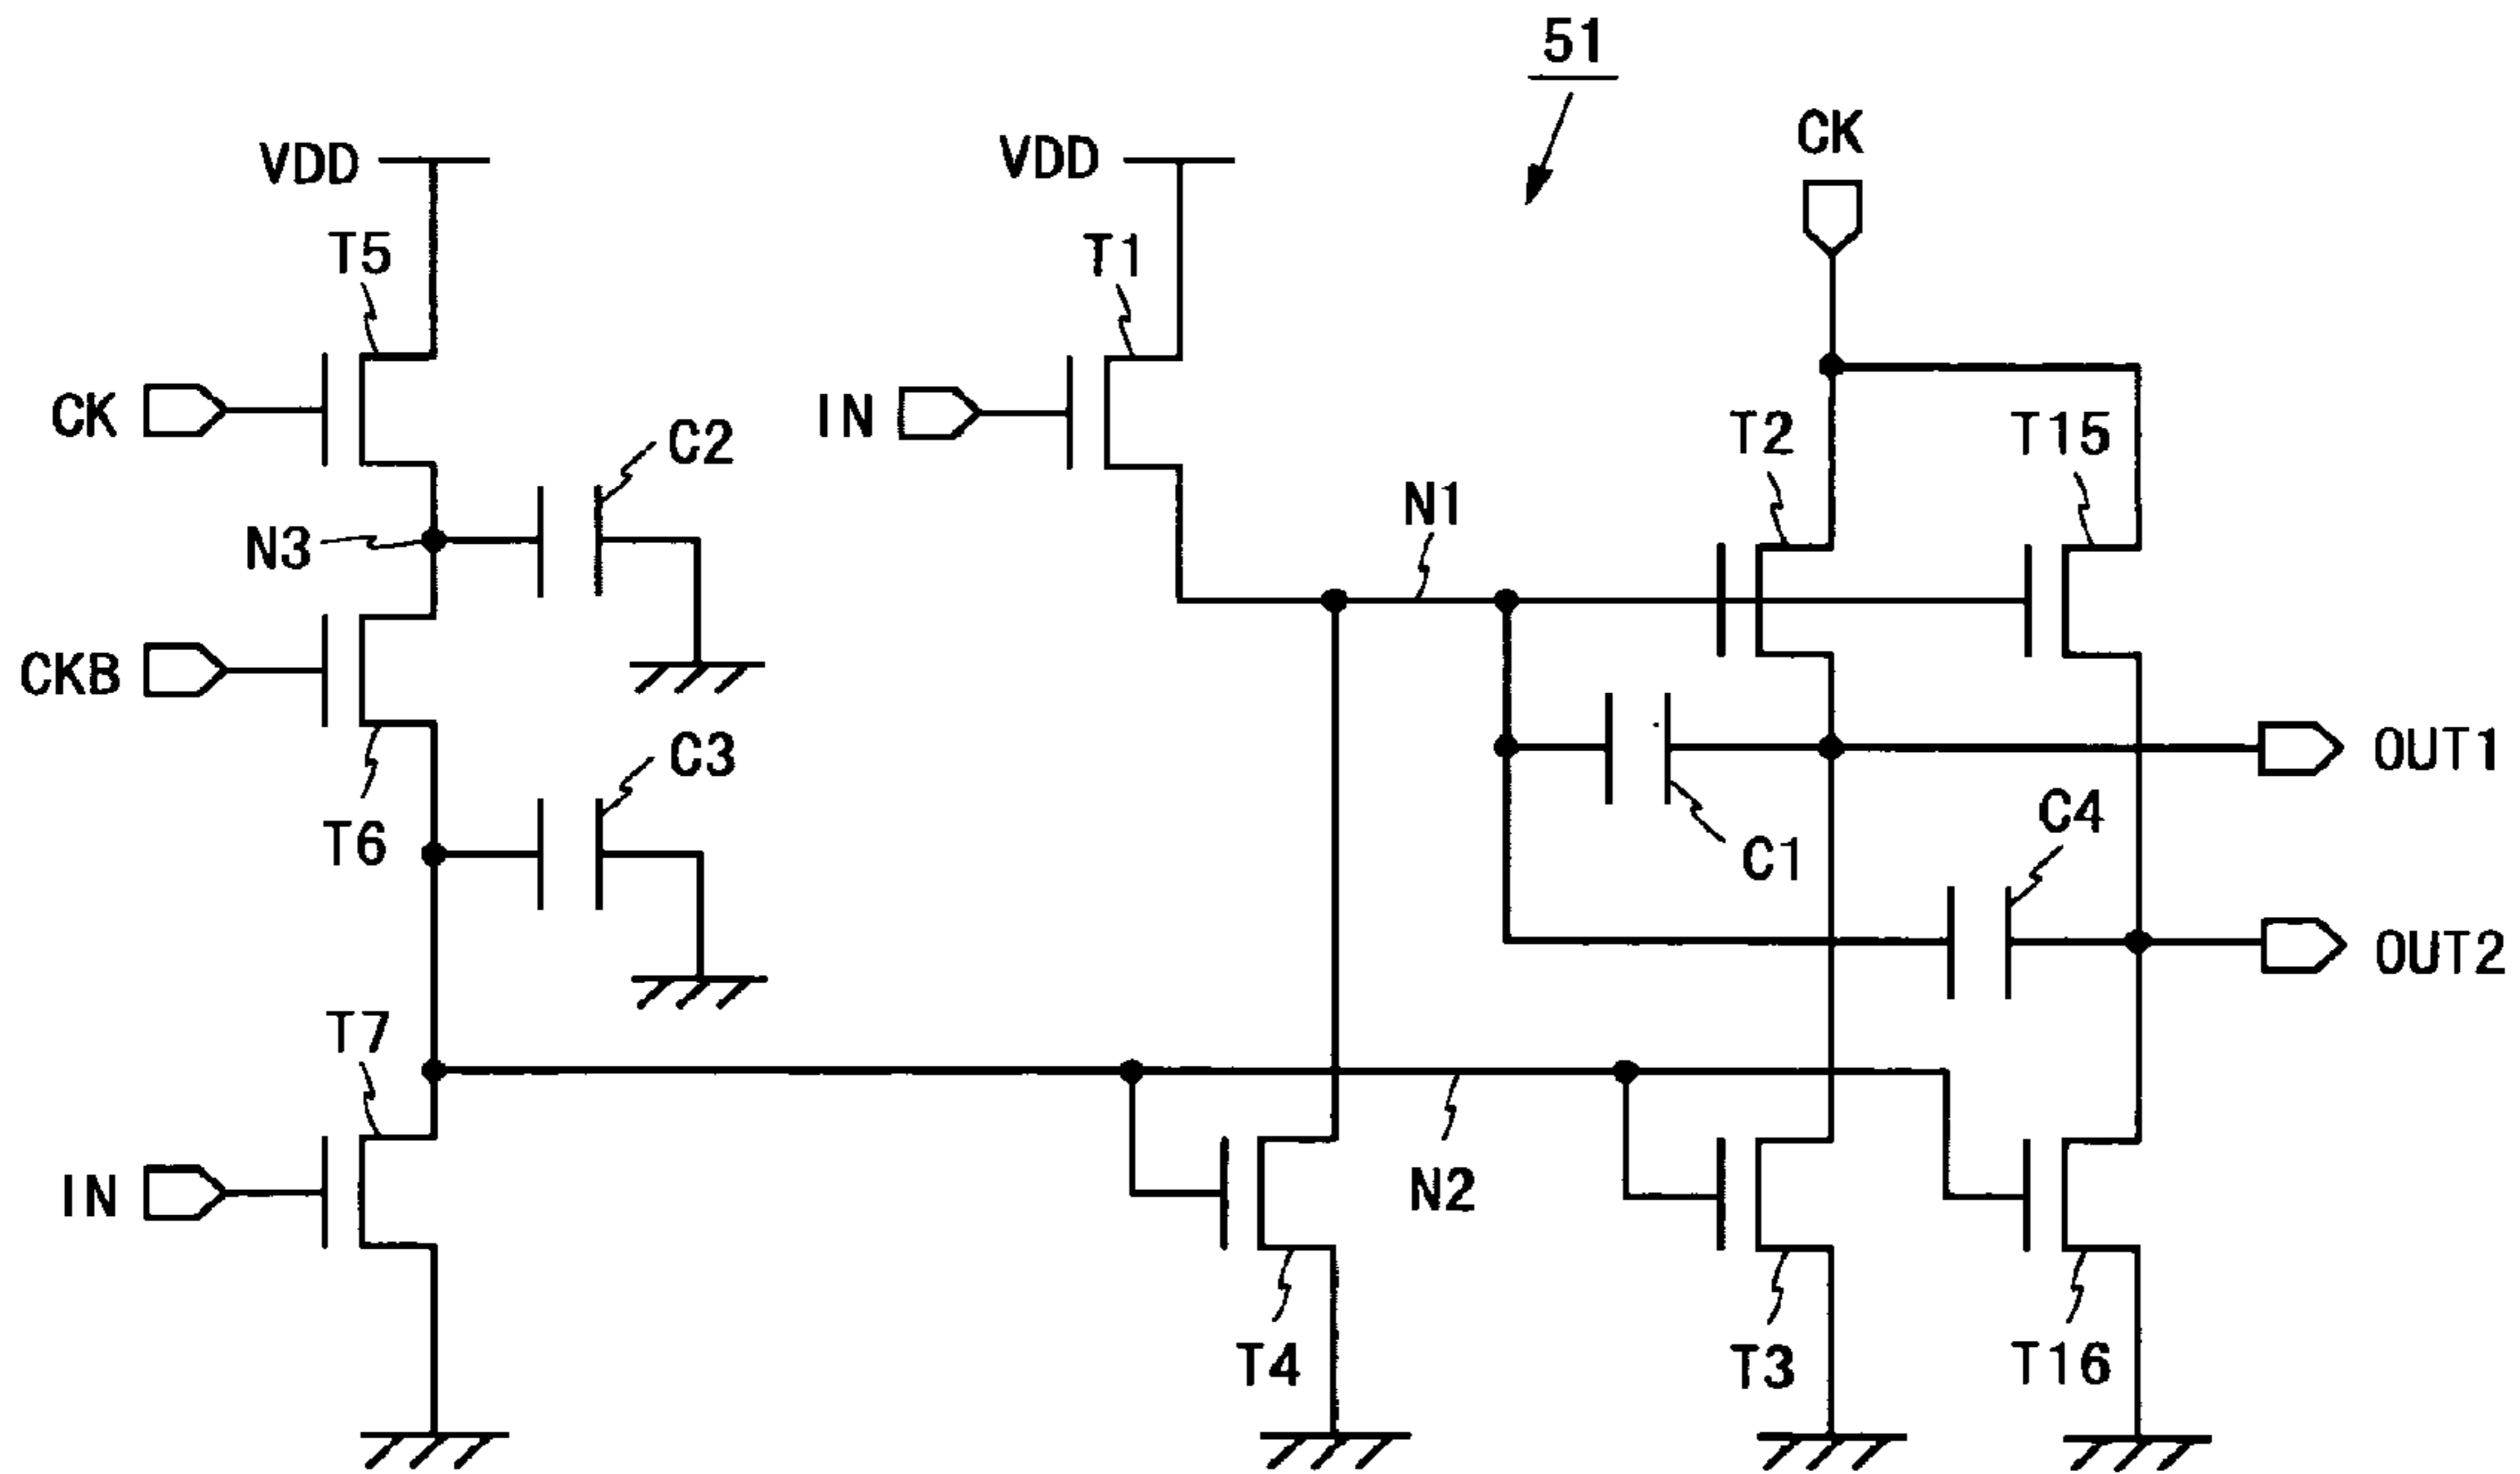 51
CK
VDD
VDD
T5
T1
CK
IN
C2
T2
T15
N1
N3
CKB
C3
OUT1
C4
T6
C1
OUT2
T7
IN
N2
T4
T3
T16